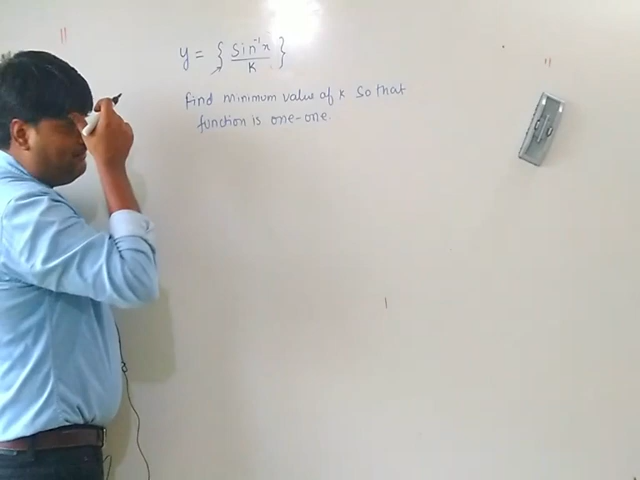 y = { sin⁻¹x / K }
Find minimum value of K so that
function is one-one.